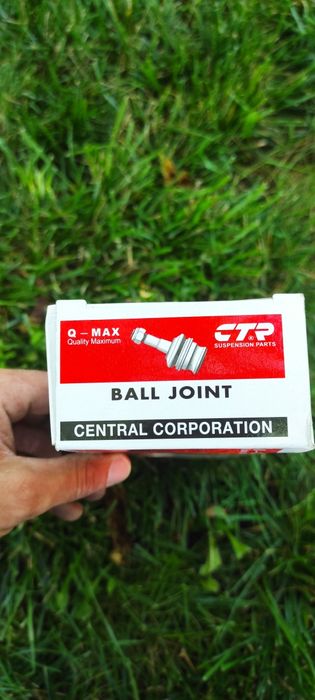 Q – MAX
Quality Maximum
CTR
®
SUSPENSION PARTS
BALL JOINT
CENTRAL CORPORATION